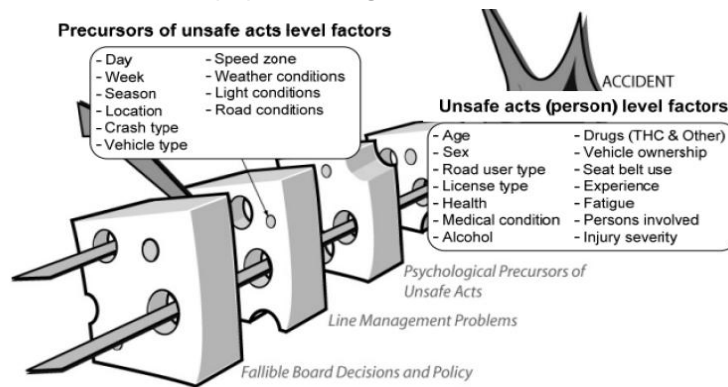 Precursors of unsafe acts level factors
- Day
- Week
- Season
- Location
- Crash type
- Vehicle type
- Speed zone
- Weather conditions
- Light conditions
- Road conditions
ACCIDENT
Unsafe acts (person) level factors
- Age
- Sex
- Road user type
- License type
- Health
- Medical condition
- Alcohol
- Drugs (THC & Other)
- Vehicle ownership
- Seat belt use
- Experience
- Fatigue
- Persons involved
- Injury severity
Psychological Precursors of
Unsafe Acts
Line Management Problems
Fallible Board Decisions and Policy